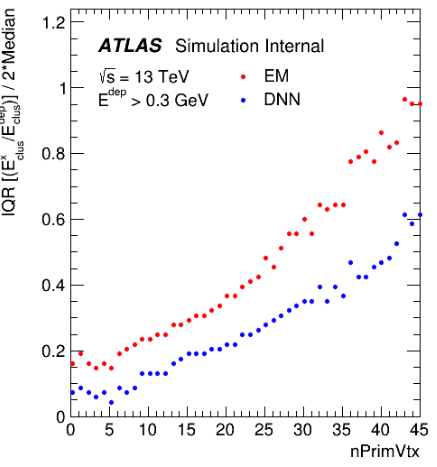 ATLAS Simulation Internal
√s = 13 TeV
E^dep > 0.3 GeV
EM
DNN
IQR [(E^x_clus/E^dep_clus)] / 2*Median
1.2
1
0.8
0.6
0.4
0.2
0
0 5 10 15 20 25 30 35 40 45
nPrimVtx